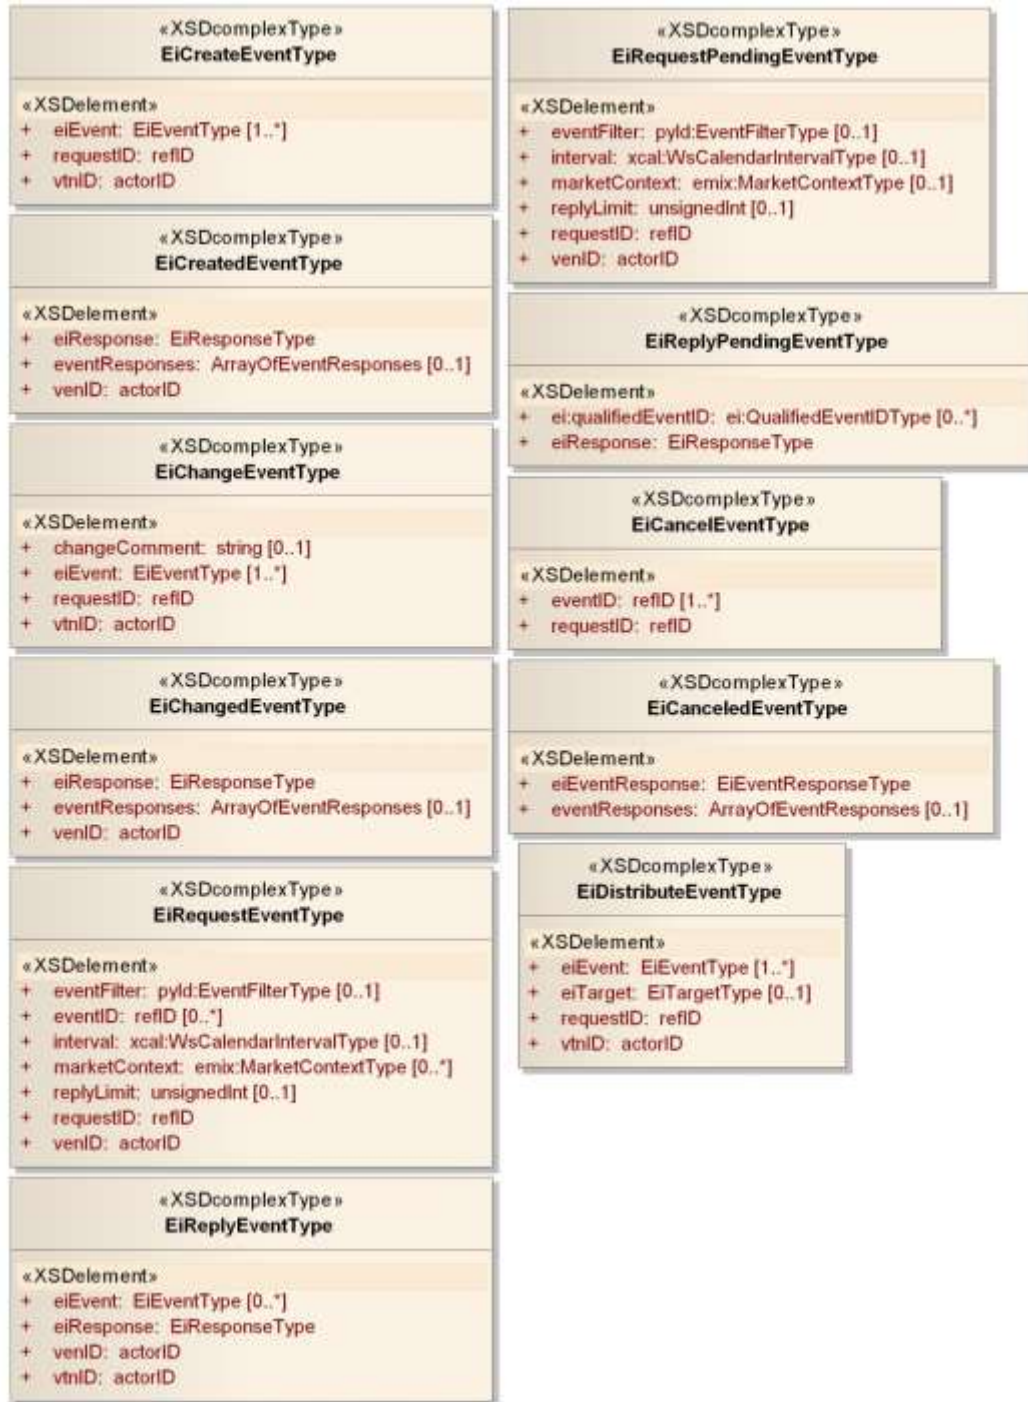 «XSDcomplexType»
EiCreateEventType
«XSDelement»
+ eiEvent: EiEventType [1..*]
+ requestID: refID
+ vtnID: actorID
«XSDcomplexType»
EiCreatedEventType
«XSDelement»
+ eiResponse: EiResponseType
+ eventResponses: ArrayOfEventResponses [0..1]
+ venID: actorID
«XSDcomplexType»
EiChangeEventType
«XSDelement»
+ changeComment: string [0..1]
+ eiEvent: EiEventType [1..*]
+ requestID: refID
+ vtnID: actorID
«XSDcomplexType»
EiChangedEventType
«XSDelement»
+ eiResponse: EiResponseType
+ eventResponses: ArrayOfEventResponses [0..1]
+ venID: actorID
«XSDcomplexType»
EiRequestEventType
«XSDelement»
+ eventFilter: pyld:EventFilterType [0..1]
+ eventID: refID [0..*]
+ interval: xcal:WsCalendarIntervalType [0..1]
+ marketContext: emix:MarketContextType [0..*]
+ replyLimit: unsignedInt [0..1]
+ requestID: refID
+ venID: actorID
«XSDcomplexType»
EiReplyEventType
«XSDelement»
+ eiEvent: EiEventType [0..*]
+ eiResponse: EiResponseType
+ venID: actorID
+ vtnID: actorID
«XSDcomplexType»
EiRequestPendingEventType
«XSDelement»
+ eventFilter: pyld:EventFilterType [0..1]
+ interval: xcal:WsCalendarIntervalType [0..1]
+ marketContext: emix:MarketContextType [0..1]
+ replyLimit: unsignedInt [0..1]
+ requestID: refID
+ venID: actorID
«XSDcomplexType»
EiReplyPendingEventType
«XSDelement»
+ ei:qualifiedEventID: ei:QualifiedEventIDType [0..*]
+ eiResponse: EiResponseType
«XSDcomplexType»
EiCancelEventType
«XSDelement»
+ eventID: refID [1..*]
+ requestID: refID
«XSDcomplexType»
EiCanceledEventType
«XSDelement»
+ eiEventResponse: EiEventResponseType
+ eventResponses: ArrayOfEventResponses [0..1]
«XSDcomplexType»
EiDistributeEventType
«XSDelement»
+ eiEvent: EiEventType [1..*]
+ eiTarget: EiTargetType [0..1]
+ requestID: refID
+ vtnID: actorID